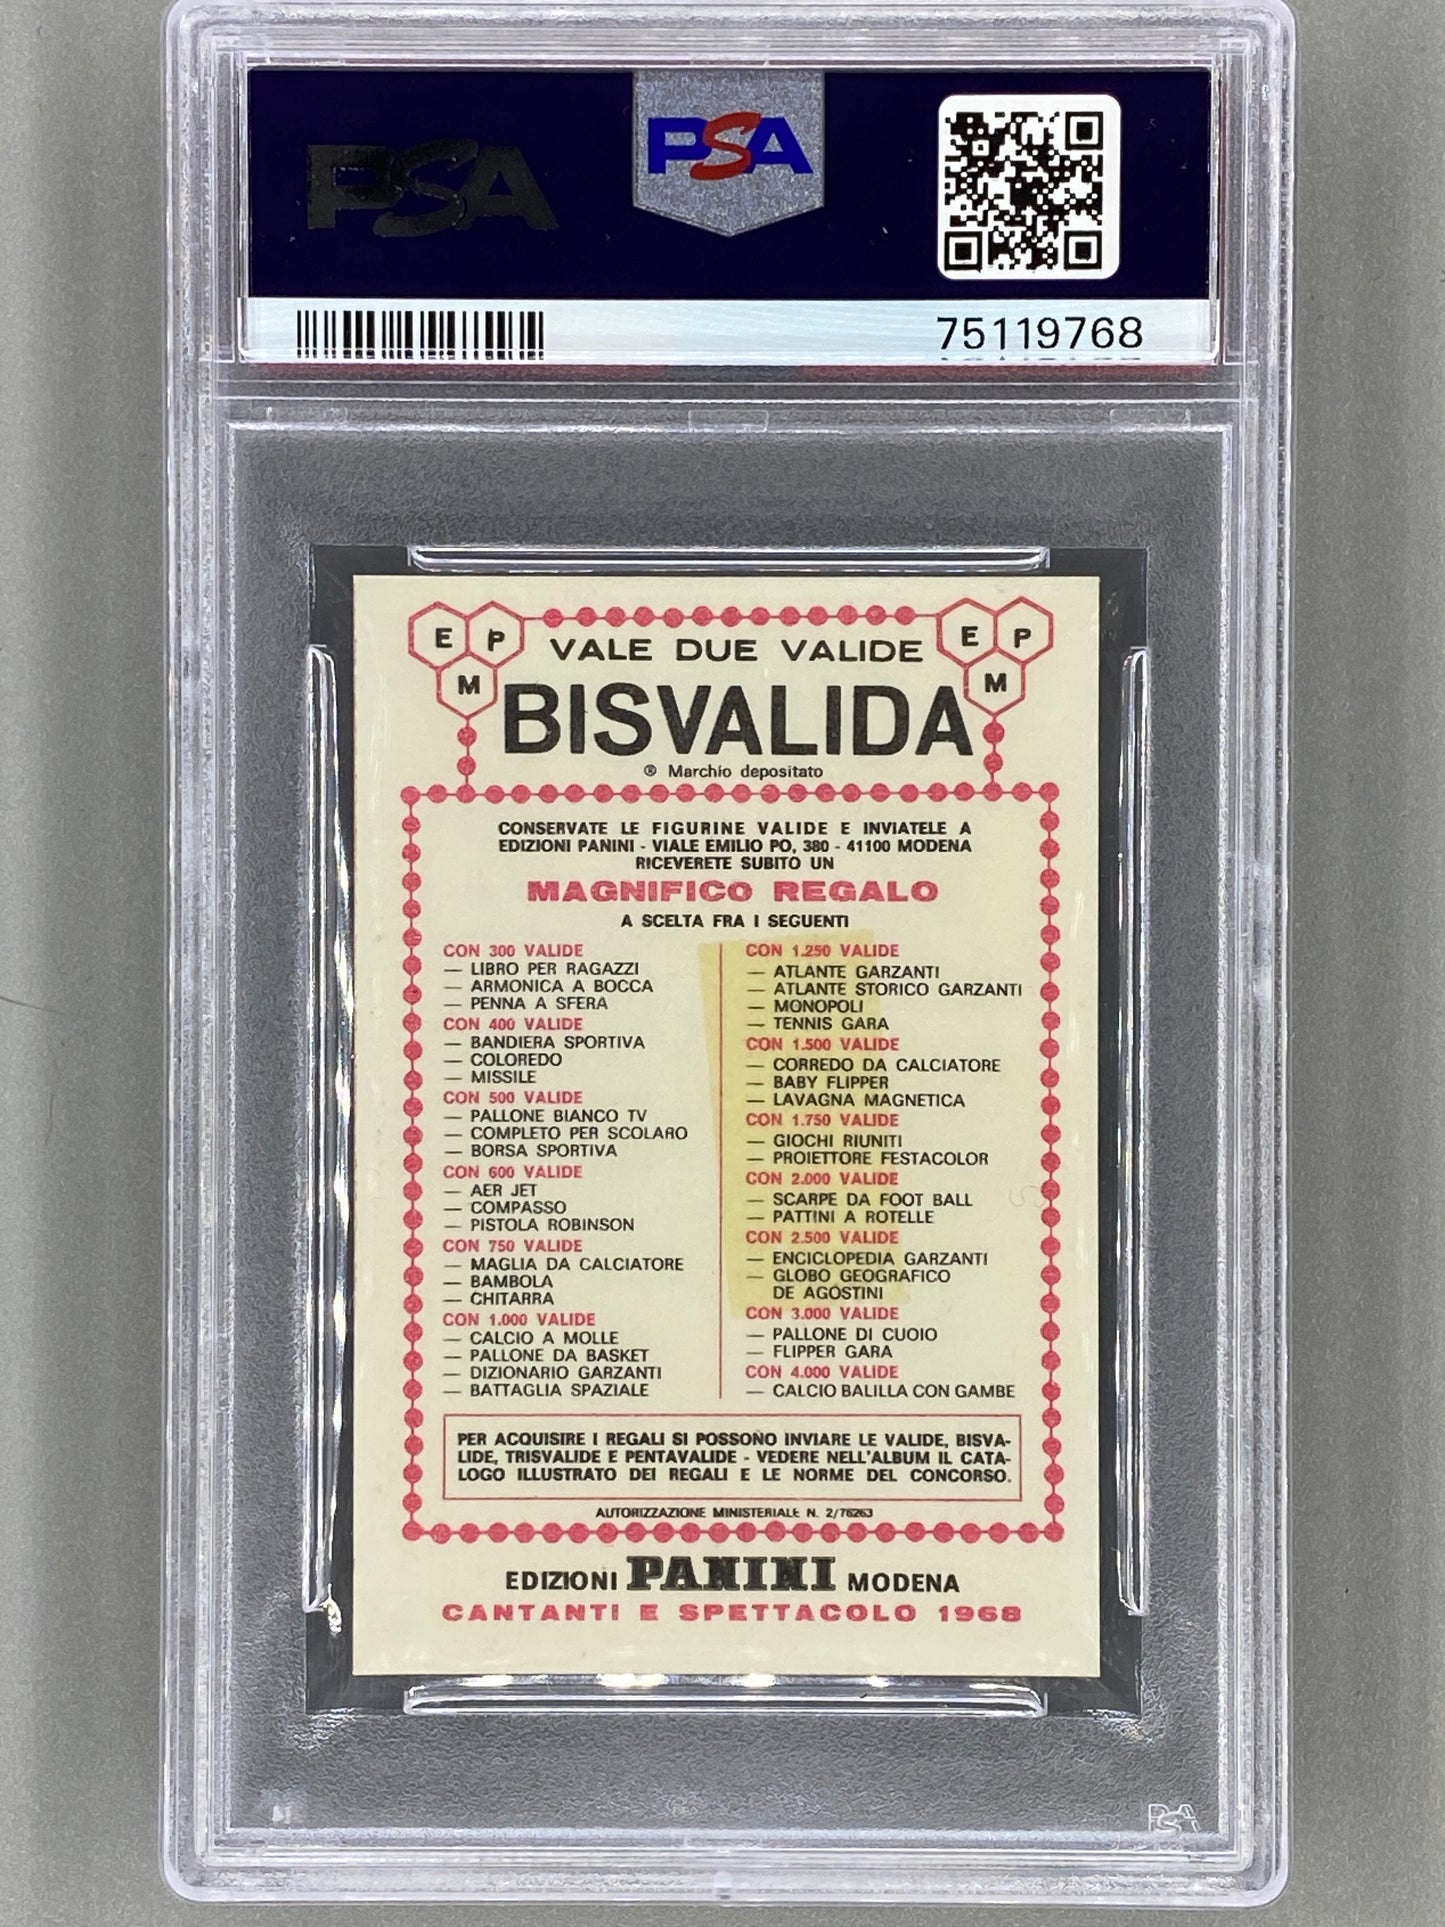 PSA
PSA
75119768
E P
M
E P
M
VALE DUE VALIDE
BISVALIDA
® Marchio depositato
CONSERVATE LE FIGURINE VALIDE E INVIATELE A
EDIZIONI PANINI - VIALE EMILIO PO, 380 - 41100 MODENA
RICEVERETE SUBITO UN
MAGNIFICO REGALO
A SCELTA FRA I SEGUENTI
CON 300 VALIDE
— LIBRO PER RAGAZZI
— ARMONICA A BOCCA
— PENNA A SFERA
CON 400 VALIDE
— BANDIERA SPORTIVA
— COLOREDO
— MISSILE
CON 500 VALIDE
— PALLONE BIANCO TV
— COMPLETO PER SCOLARO
— BORSA SPORTIVA
CON 600 VALIDE
— AER JET
— COMPASSO
— PISTOLA ROBINSON
CON 750 VALIDE
— MAGLIA DA CALCIATORE
— BAMBOLA
— CHITARRA
CON 1.000 VALIDE
— CALCIO A MOLLE
— PALLONE DA BASKET
— DIZIONARIO GARZANTI
— BATTAGLIA SPAZIALE
CON 1.250 VALIDE
— ATLANTE GARZANTI
— ATLANTE STORICO GARZANTI
— MONOPOLI
— TENNIS GARA
CON 1.500 VALIDE
— CORREDO DA CALCIATORE
— BABY FLIPPER
— LAVAGNA MAGNETICA
CON 1.750 VALIDE
— GIOCHI RIUNITI
— PROIETTORE FESTACOLOR
CON 2.000 VALIDE
— SCARPE DA FOOT BALL
— PATTINI A ROTELLE
CON 2.500 VALIDE
— ENCICLOPEDIA GARZANTI
— GLOBO GEOGRAFICO
DE AGOSTINI
CON 3.000 VALIDE
— PALLONE DI CUOIO
— FLIPPER GARA
CON 4.000 VALIDE
— CALCIO BALILLA CON GAMBE
PER ACQUISIRE I REGALI SI POSSONO INVIARE LE VALIDE, BISVA-
LIDE, TRISVALIDE E PENTAVALIDE - VEDERE NELL'ALBUM IL CATA-
LOGO ILLUSTRATO DEI REGALI E LE NORME DEL CONCORSO.
AUTORIZZAZIONE MINISTERIALE N. 2/76263
EDIZIONI PANINI MODENA
CANTANTI E SPETTACOLO 1968
PSA